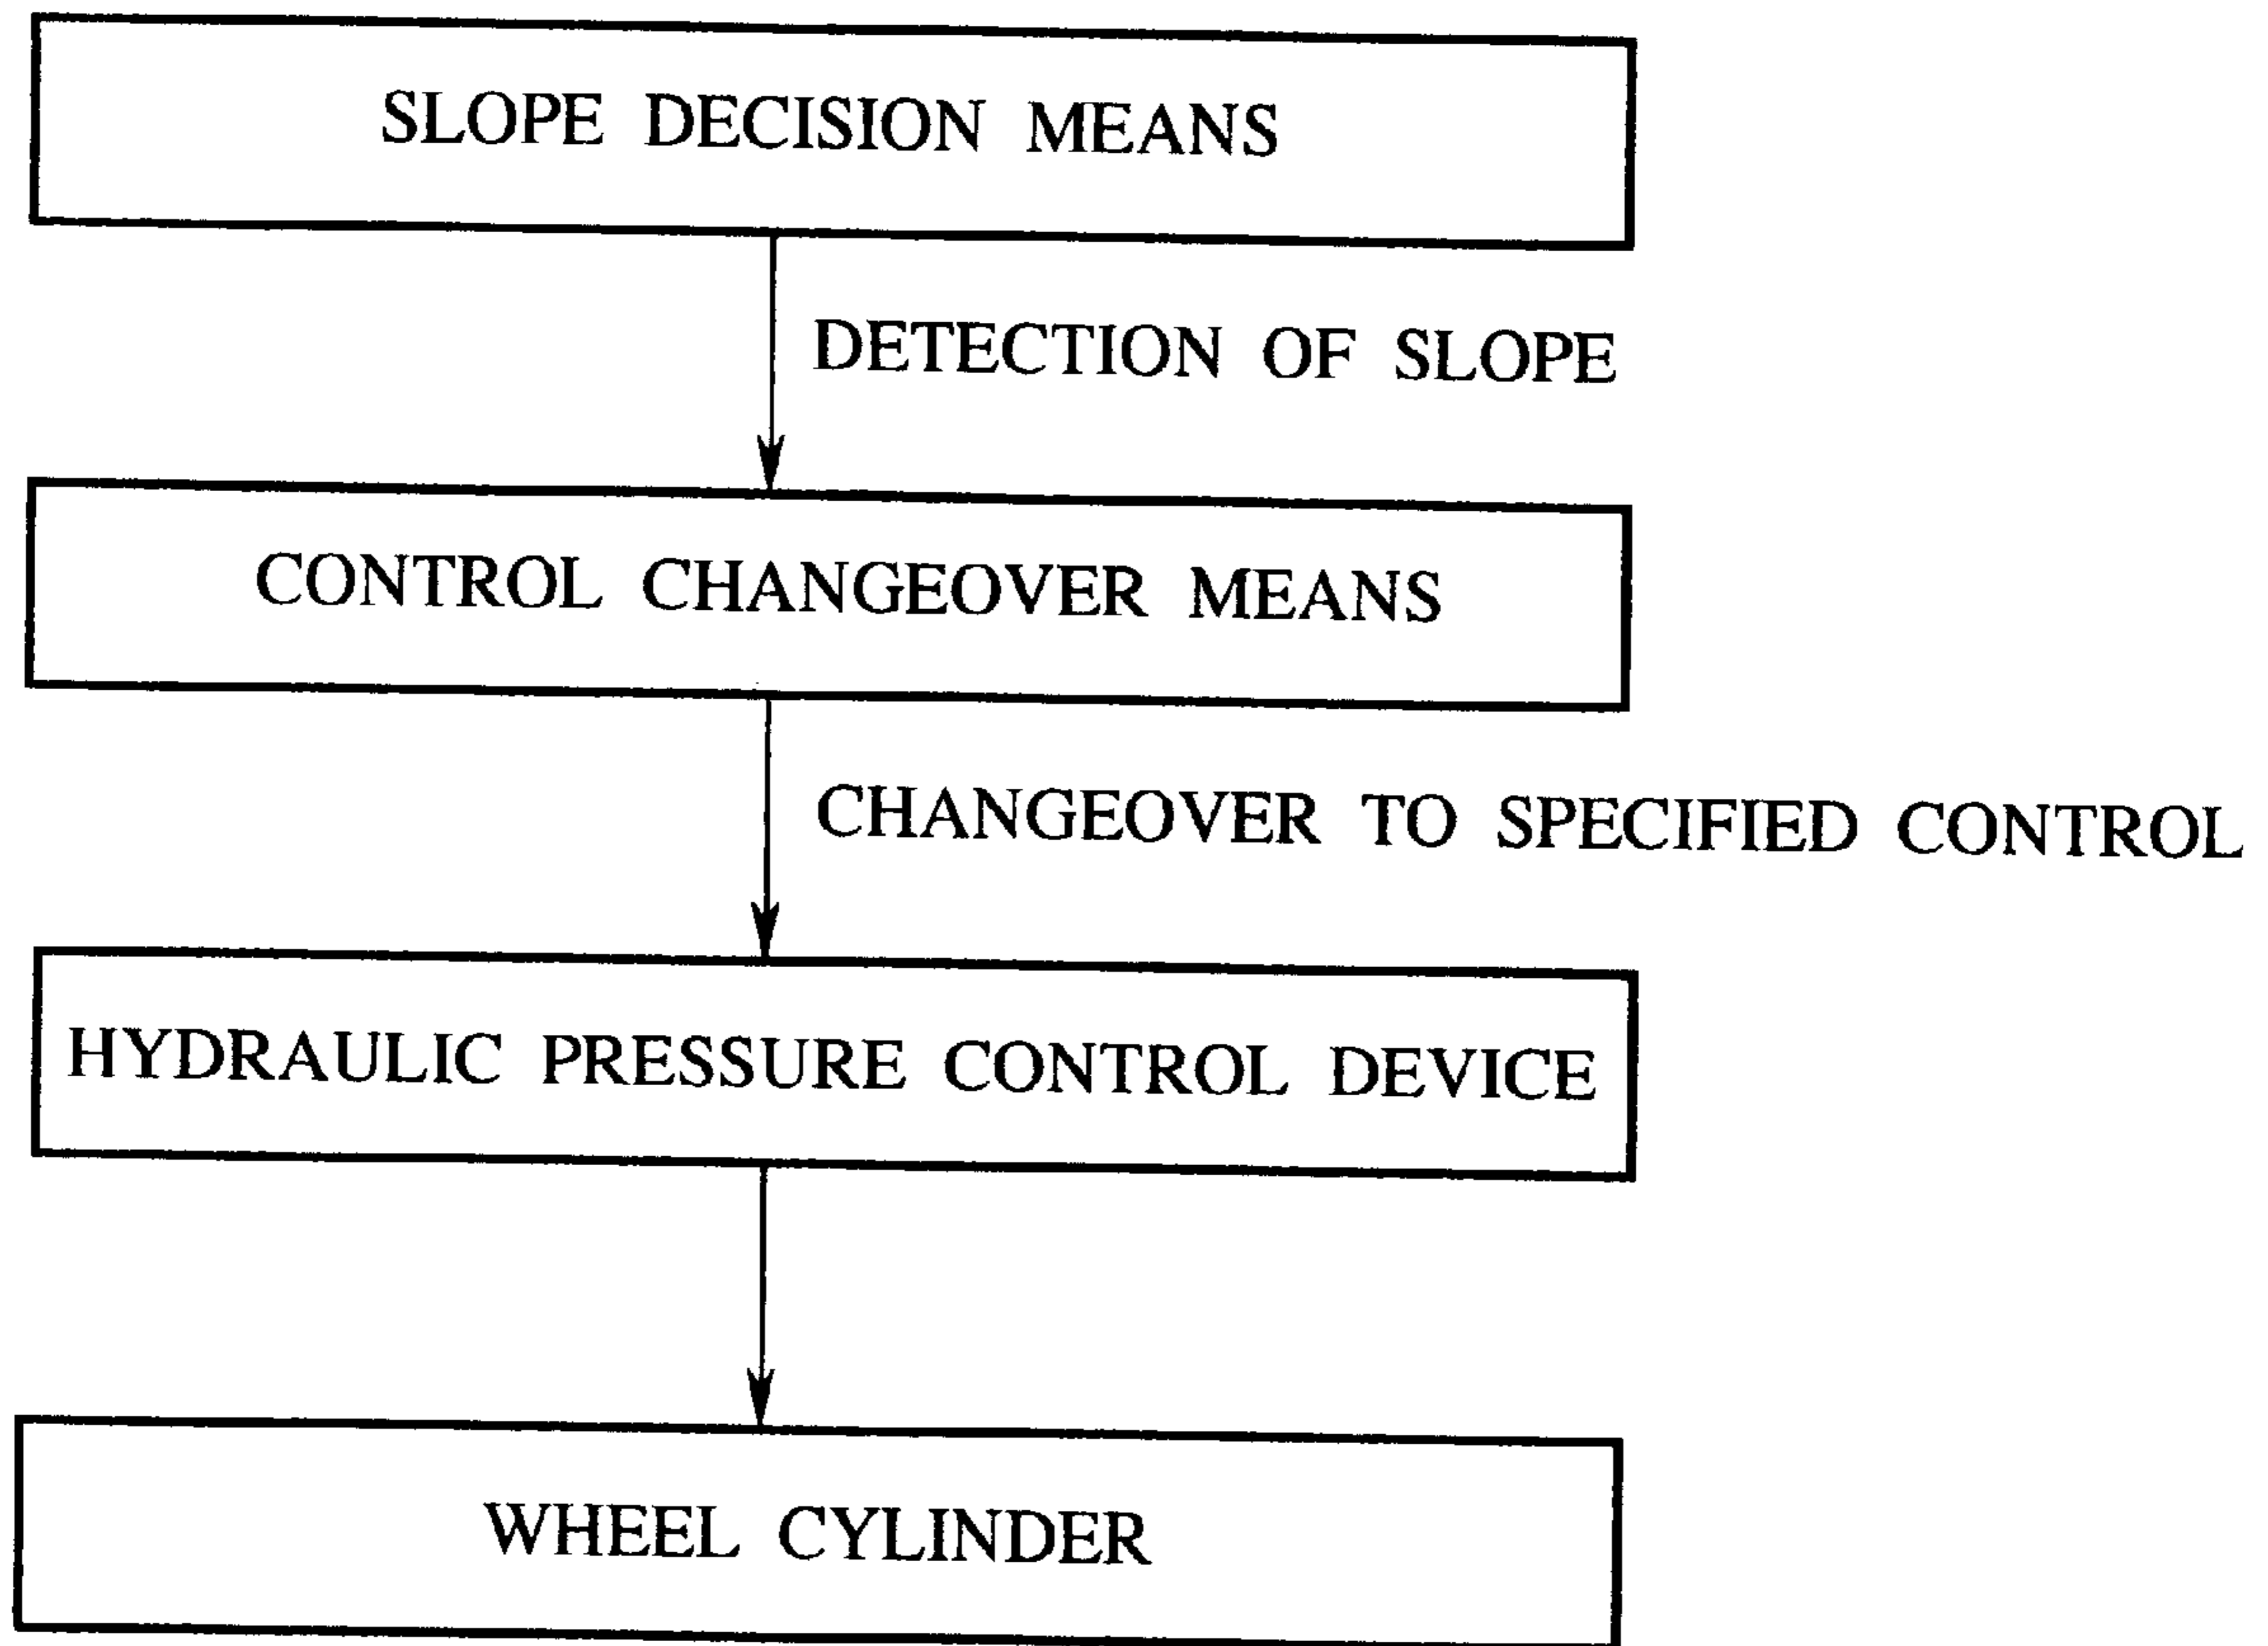 SLOPE DECISION MEANS
DETECTION OF SLOPE
CONTROL CHANGEOVER MEANS
CHANGEOVER TO SPECIFIED CONTROL
HYDRAULIC PRESSURE CONTROL DEVICE
WHEEL CYLINDER